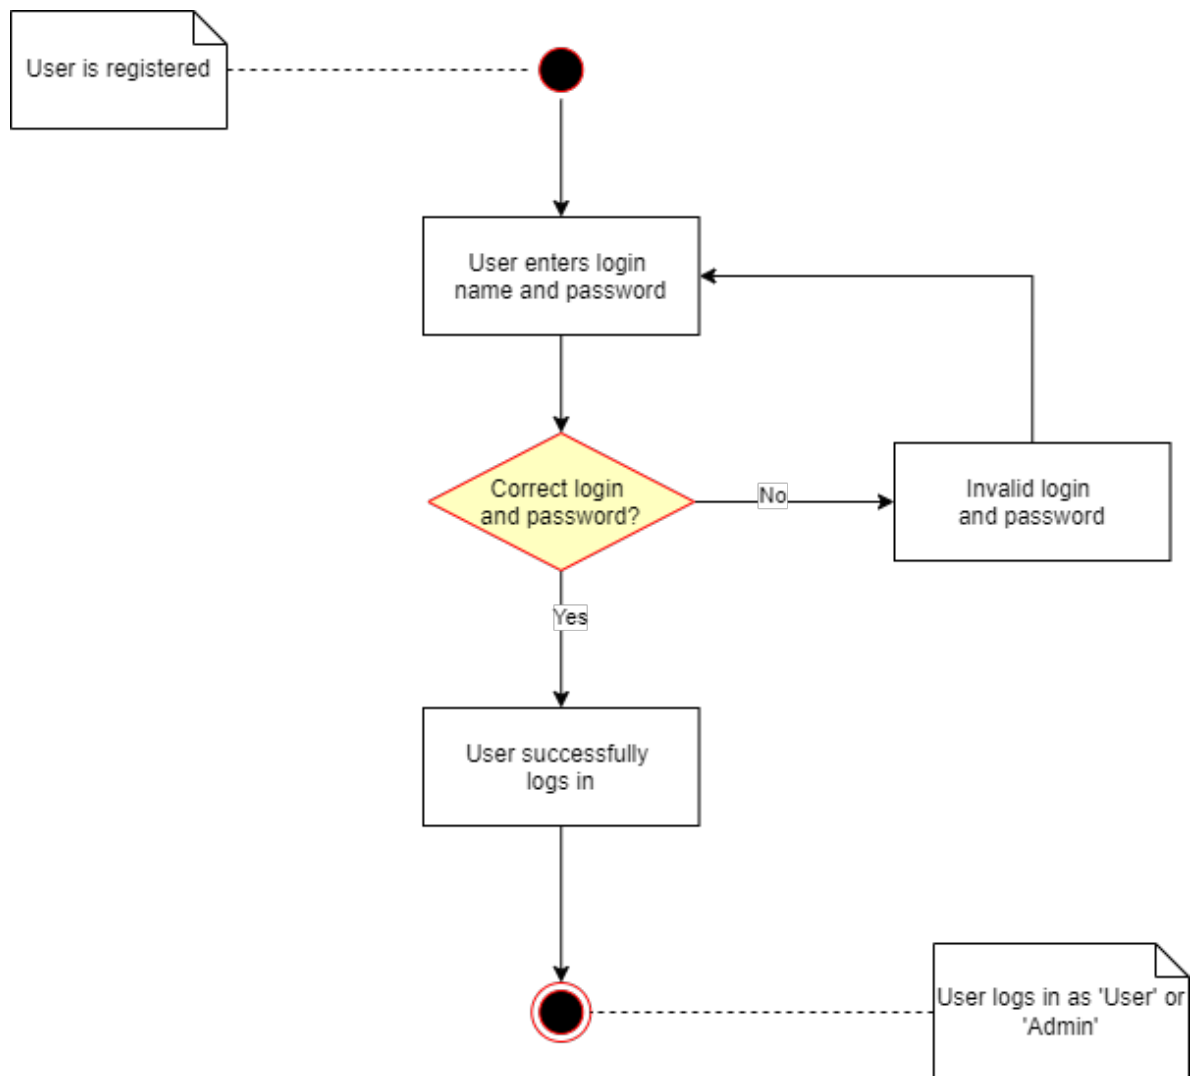 User is registered
User enters login
name and password
Correct login
and password?
No
Invalid login
and password
Yes
User successfully
logs in
User logs in as 'User' or
'Admin'